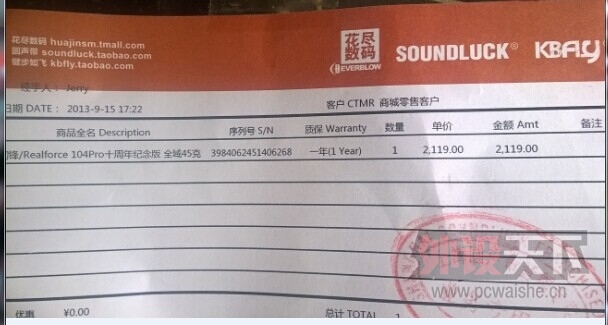 花尽数码 huajinsm.tmall.com
圆声带 soundluck.taobao.com
健步如飞 kbfly.taobao.com
花尽数码
EVERBLOW
SOUNDLUCK®
KBFLY
经手人： Jerry
日期 DATE： 2013-9-15 17:22
客户 CTMR 商城零售客户
商品全名 Description 序列号 S/N 质保 Warranty 数量 单价 金额 Amt 备注
锋/Realforce 104Pro十周年纪念版 全域45克 3984062451406268 一年(1 Year) 1 2,119.00 2,119.00
外设天下
www.pcwaishe.cn
优惠 ¥0.00 总计 TOTAL 1